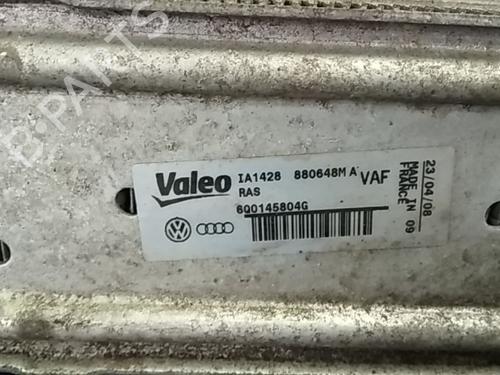 B-PARTS
Valeo
IA1428 880648M A VAF
RAS
6Q0145804G
23/04/08
MADE IN 09
FRANCE